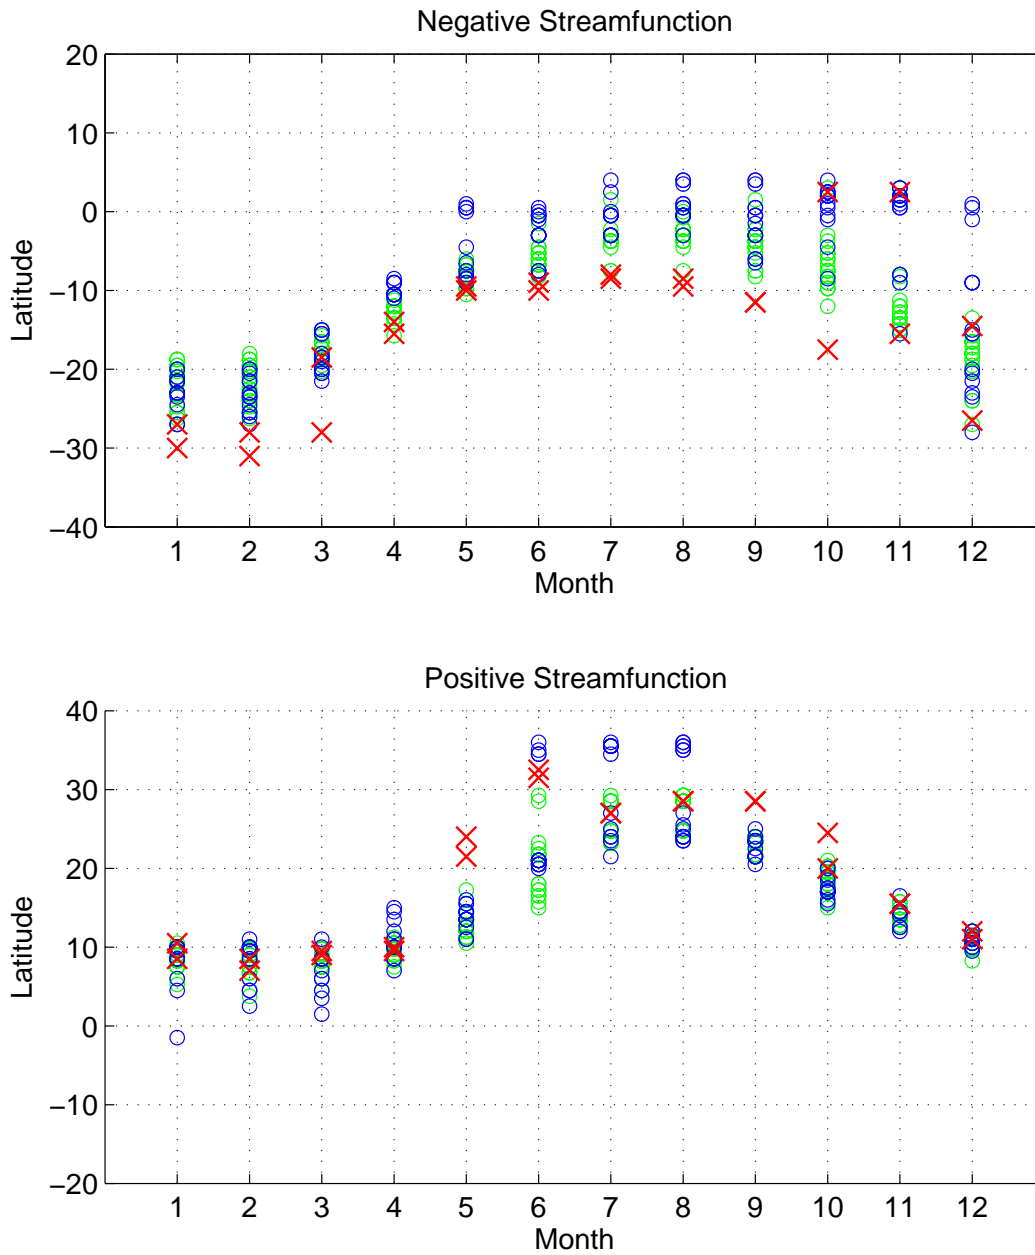 Negative Streamfunction
20
10
0
−10
−20
−30
−40
Latitude
1 2 3 4 5 6 7 8 9 10 11 12
Month
Positive Streamfunction
40
30
20
10
0
−10
−20
Latitude
1 2 3 4 5 6 7 8 9 10 11 12
Month